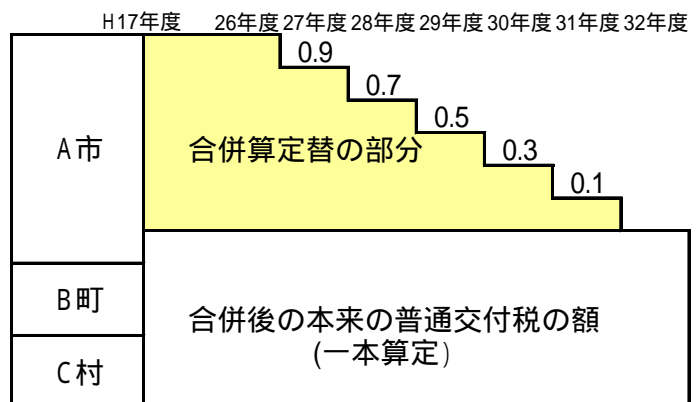 H17年度 26年度 27年度 28年度 29年度 30年度 31年度 32年度
0.9
0.7
0.5
0.3
0.1
A市
合併算定替の部分
B町
C村
合併後の本来の普通交付税の額
(一本算定)